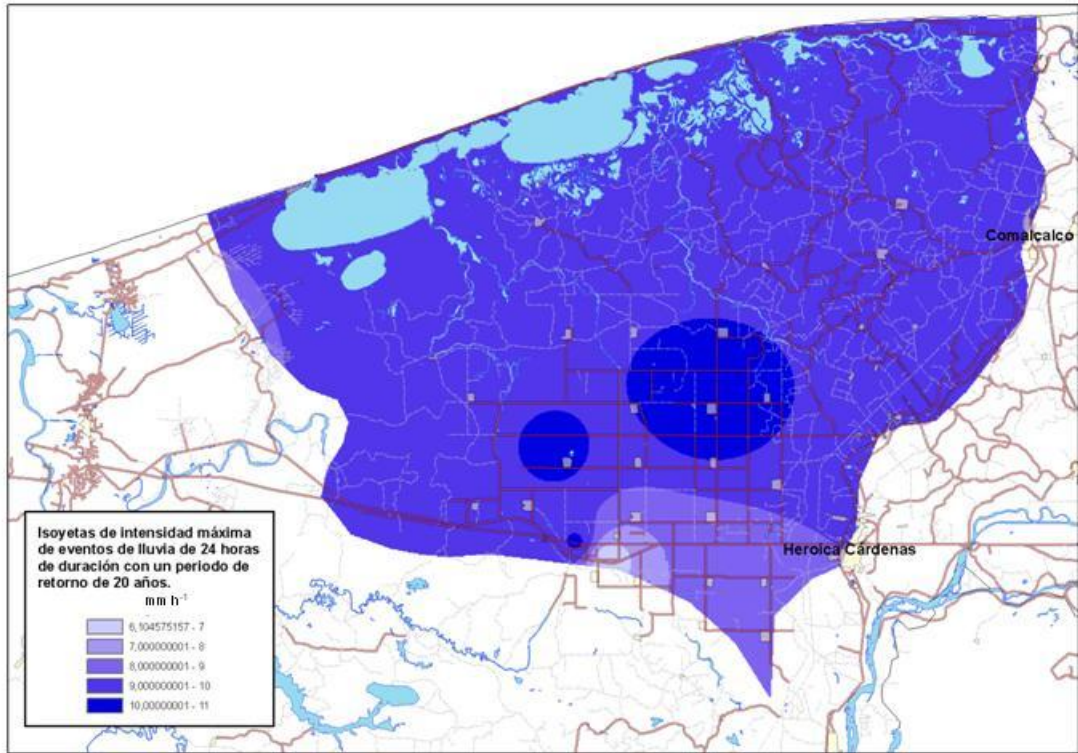 Comalcalco
Heroica Cárdenas
Isoyetas de intensidad máxima
de eventos de lluvia de 24 horas
de duración con un periodo de
retorno de 20 años.
mm h⁻¹
6,104575157 - 7
7,000000001 - 8
8,000000001 - 9
9,000000001 - 10
10,00000001 - 11